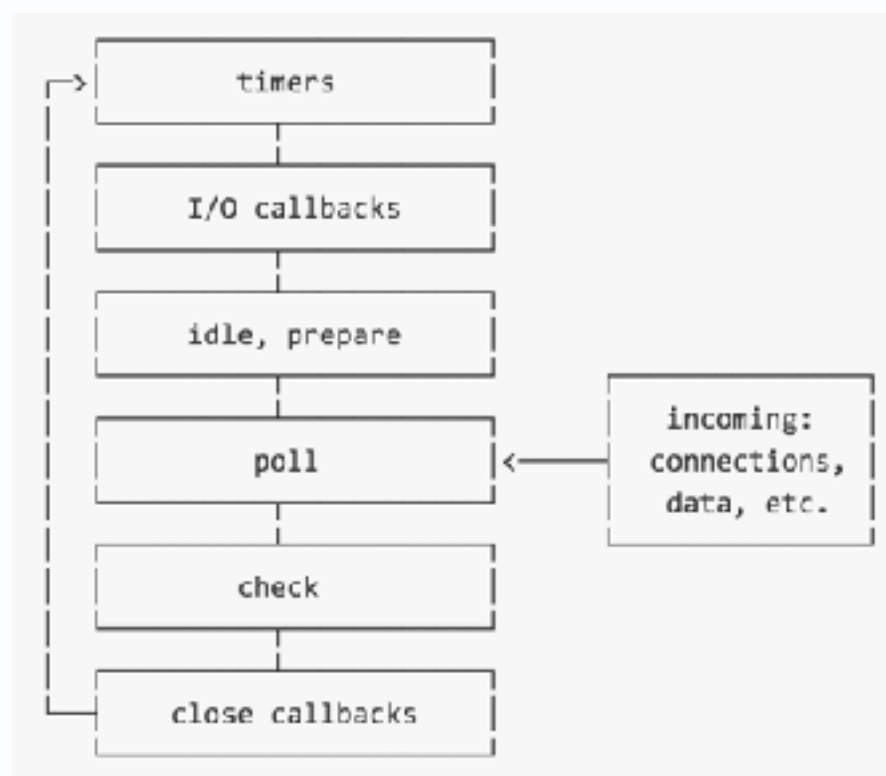 timers
I/O callbacks
idle, prepare
poll
incoming:
connections,
data, etc.
check
close callbacks